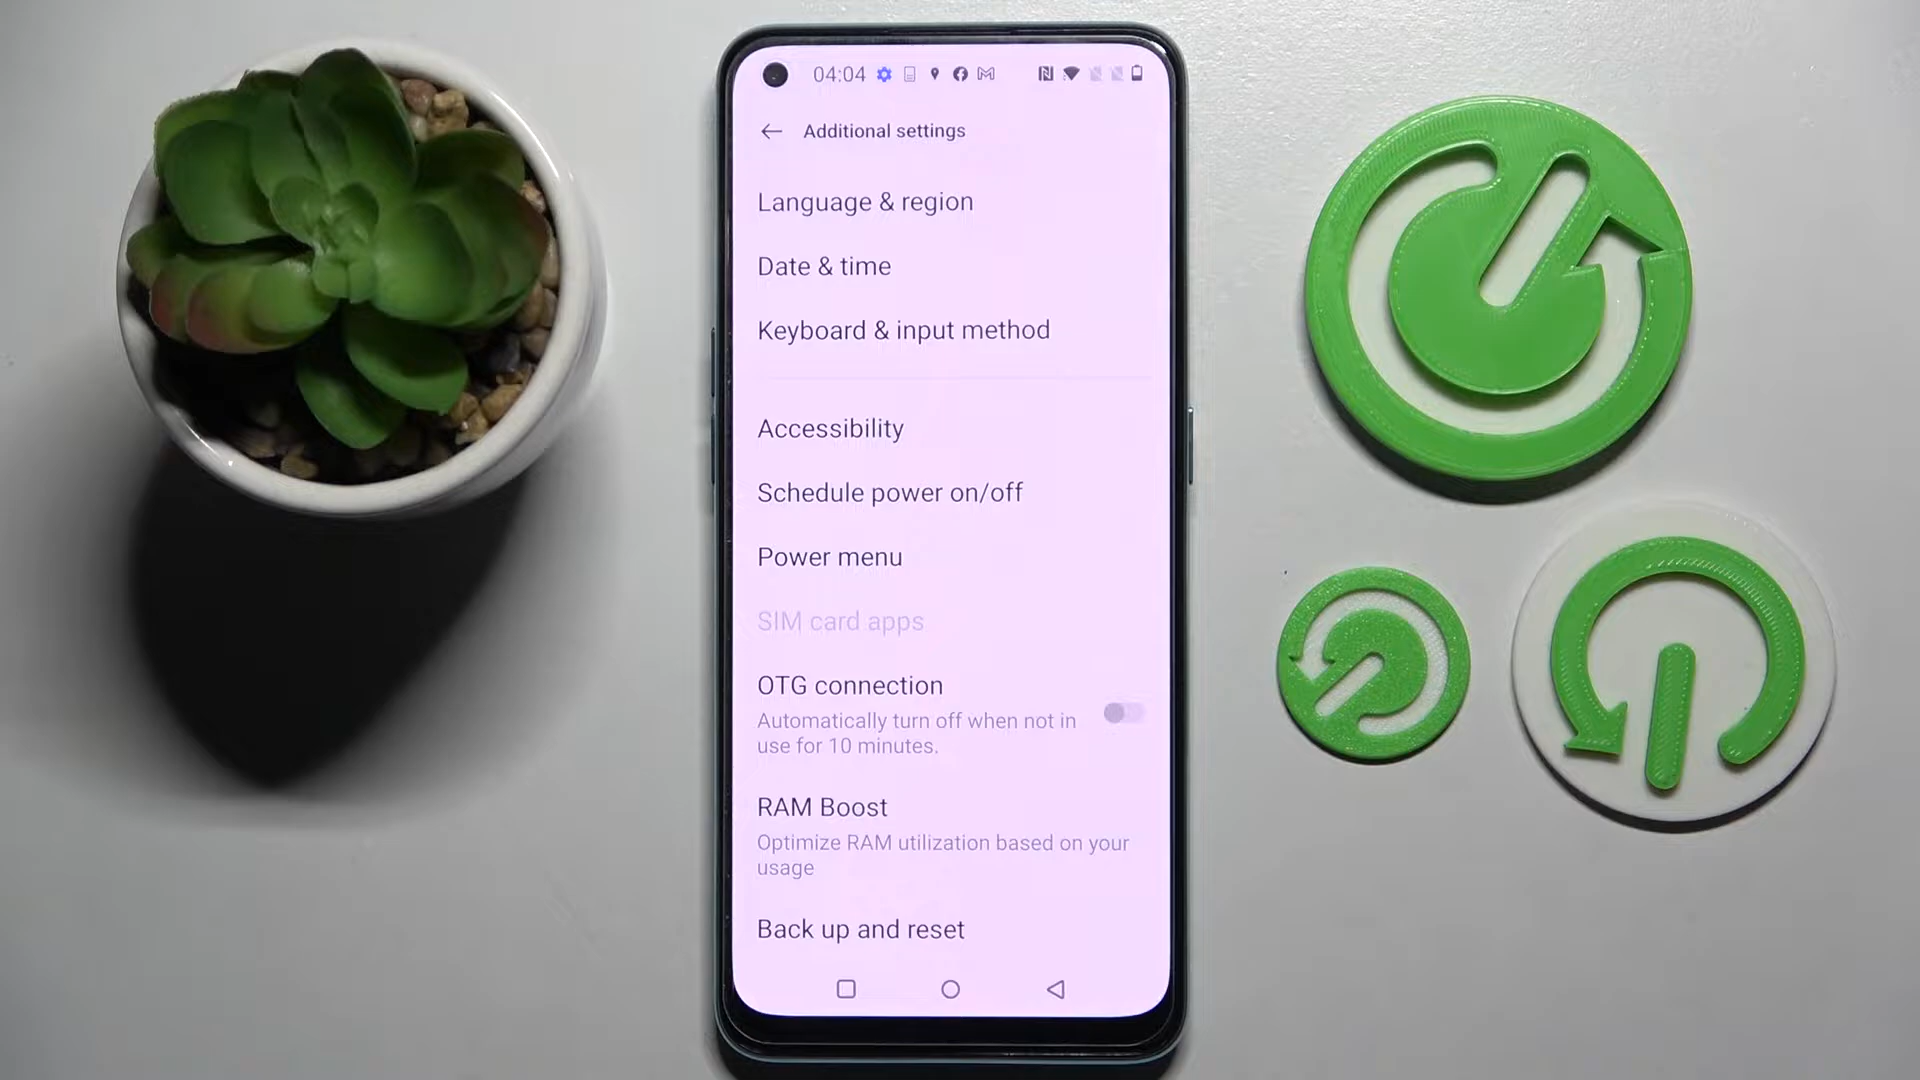 04:04
Additional settings
Language & region
Date & time
Keyboard & input method
Accessibility
Schedule power on/off
Power menu
SIM card apps
OTG connection
Automatically turn off when not in
use for 10 minutes.
RAM Boost
Optimize RAM utilization based on your
usage
Back up and reset